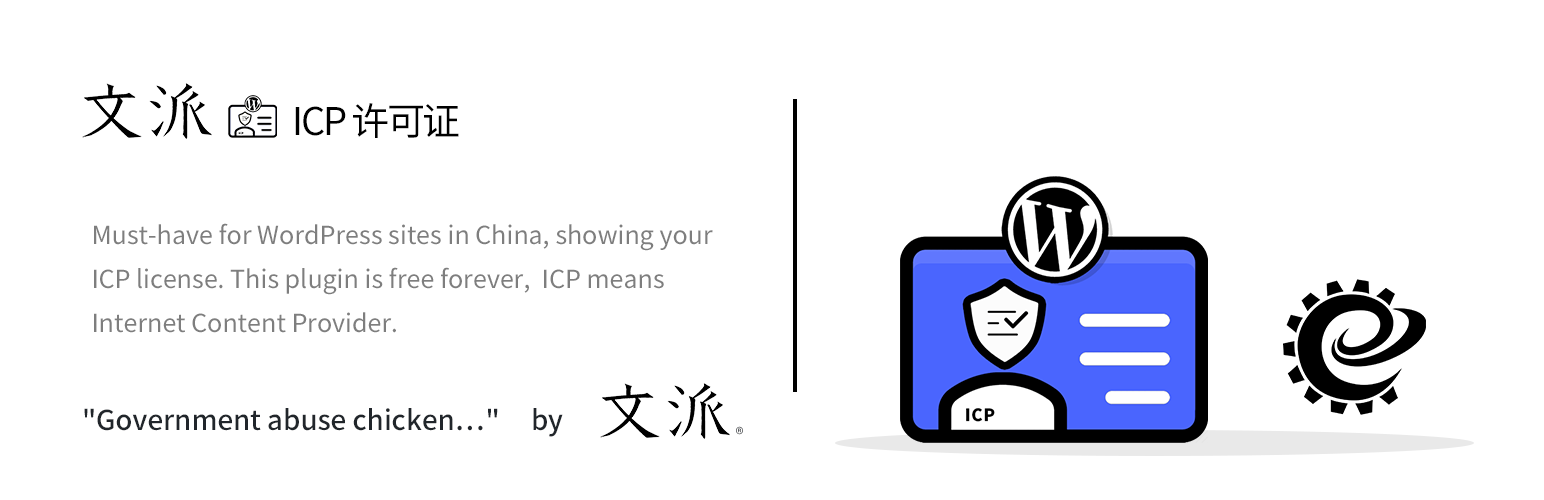 文派 ICP 许可证
Must-have for WordPress sites in China, showing your
ICP license. This plugin is free forever, ICP means
Internet Content Provider.
"Government abuse chicken…" by 文派®
W
ICP